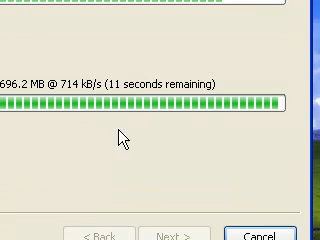 696.2 MB @ 714 kB/s (11 seconds remaining)
< Back Next > Cancel